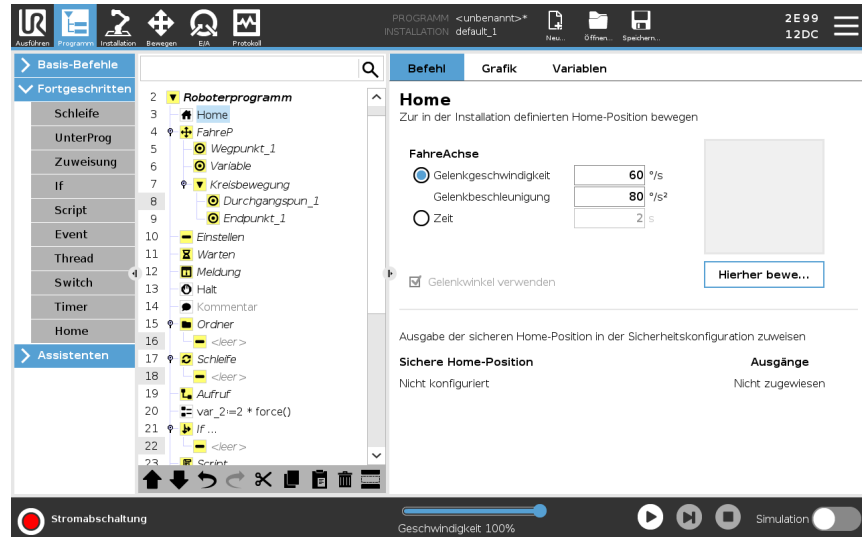 PROGRAMM <unbenannt>*
INSTALLATION default_1
Ausführen
Programm
Installation
Bewegen
E/A
Protokoll
Neu...
Öffnen...
Speichern...
2E99
12DC
Basis-Befehle
Fortgeschritten
Schleife
UnterProg
Zuweisung
If
Script
Event
Thread
Switch
Timer
Home
Assistenten
2 Roboterprogramm
3 Home
4 FahreP
5 Wegpunkt_1
6 Variable
7 Kreisbewegung
8 Durchgangspun_1
9 Endpunkt_1
10 Einstellen
11 Warten
12 Meldung
13 Halt
14 Kommentar
15 Ordner
16 <leer>
17 Schleife
18 <leer>
19 Aufruf
20 var_2:=2 * force()
21 If ...
22 <leer>
23 Script
Befehl Grafik Variablen
Home
Zur in der Installation definierten Home-Position bewegen
FahreAchse
Gelenkgeschwindigkeit 60 °/s
Gelenkbeschleunigung 80 °/s²
Zeit 2 s
Hierher bewe...
Gelenkwinkel verwenden
Ausgabe der sicheren Home-Position in der Sicherheitskonfiguration zuweisen
Sichere Home-Position Ausgänge
Nicht konfiguriert Nicht zugewiesen
Stromabschaltung
Geschwindigkeit 100%
Simulation